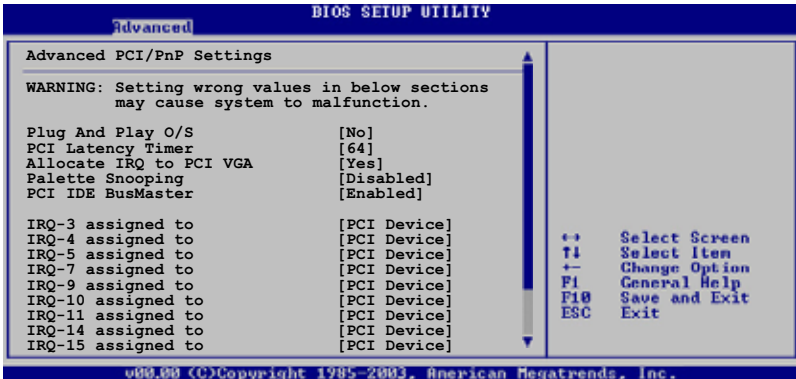 BIOS SETUP UTILITY
Advanced
Advanced PCI/PnP Settings
WARNING: Setting wrong values in below sections
may cause system to malfunction.
Plug And Play O/S [No]
PCI Latency Timer [64]
Allocate IRQ to PCI VGA [Yes]
Palette Snooping [Disabled]
PCI IDE BusMaster [Enabled]
IRQ-3 assigned to [PCI Device]
IRQ-4 assigned to [PCI Device]
IRQ-5 assigned to [PCI Device]
IRQ-7 assigned to [PCI Device]
IRQ-9 assigned to [PCI Device]
IRQ-10 assigned to [PCI Device]
IRQ-11 assigned to [PCI Device]
IRQ-14 assigned to [PCI Device]
IRQ-15 assigned to [PCI Device]
↔ Select Screen
↑↓ Select Item
+- Change Option
F1 General Help
F10 Save and Exit
ESC Exit
v00.00 (C)Copyright 1985-2003, American Megatrends, Inc.